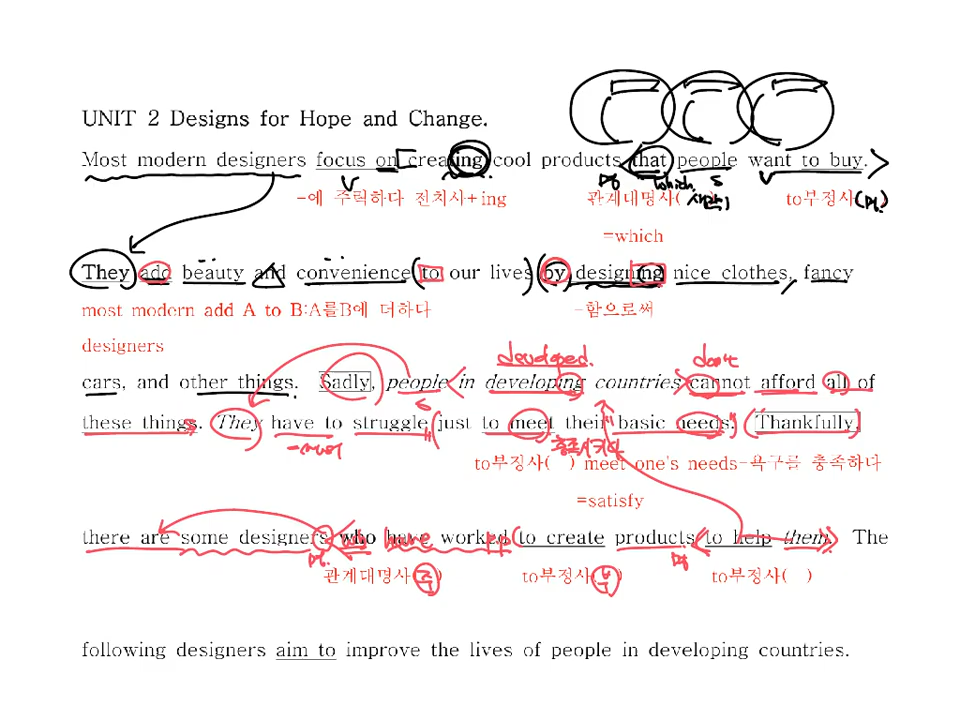 UNIT 2 Designs for Hope and Change.
Most modern designers focus on creating cool products that people want to buy.
which S
V V
-에 주력하다 전치사+ing 관계대명사( ) to부정사( )
=which
They add beauty and convenience to our lives by designing nice clothes, fancy
most modern add A to B:A를B에 더하다 -함으로써
designers
developed. don't
cars, and other things. Sadly, people in developing countries cannot afford all of
S
these things. They have to struggle just to meet their basic needs. Thankfully,
=must 충족시키다
to부정사( ) meet one's needs-욕구를 충족하다
=satisfy
there are some designers who have worked to create products to help them. The
관계대명사(주) to부정사(부) to부정사( )
following designers aim to improve the lives of people in developing countries.